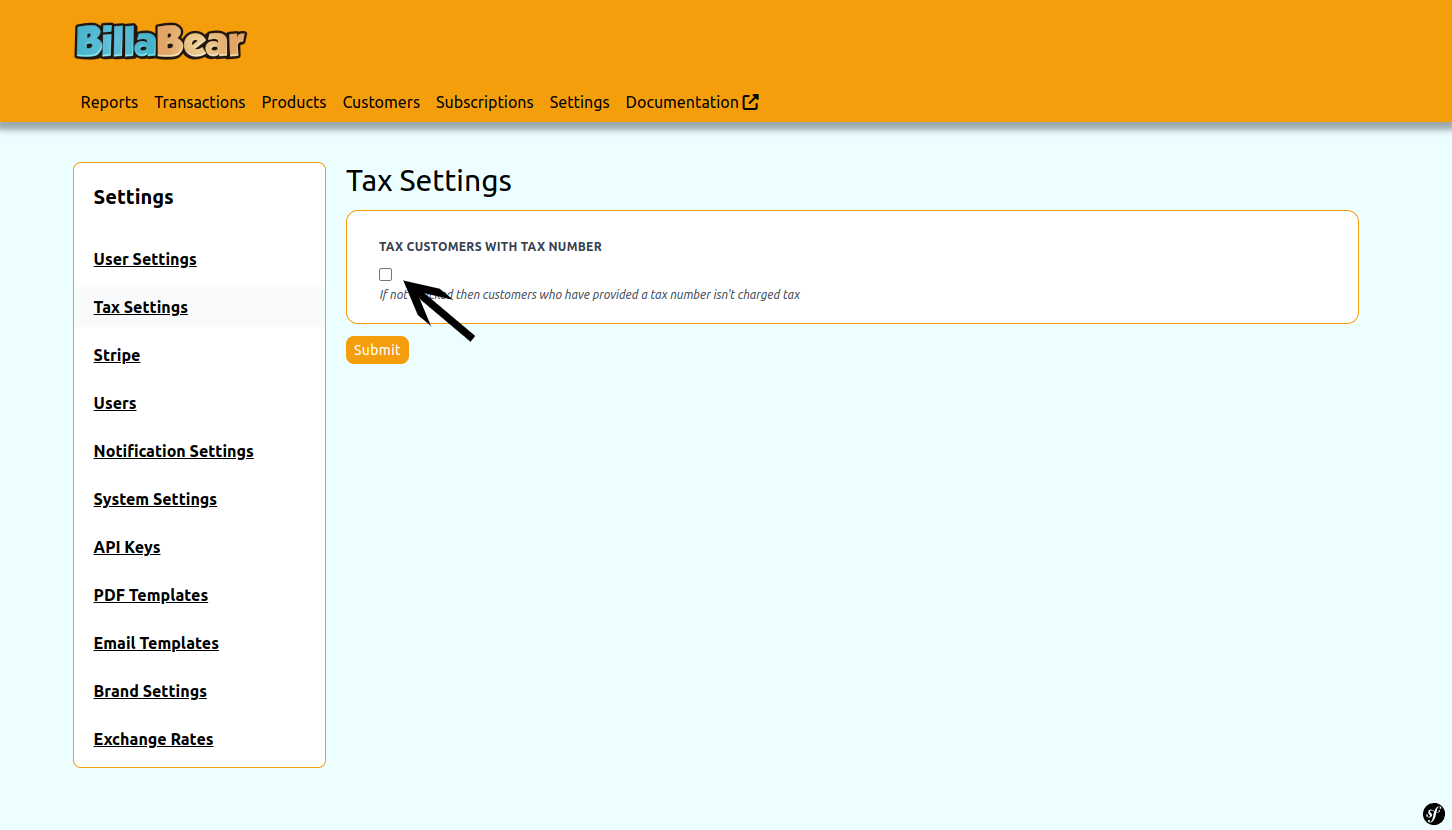 BillaBear
Reports Transactions Products Customers Subscriptions Settings Documentation
Settings
User Settings
Tax Settings
Stripe
Users
Notification Settings
System Settings
API Keys
PDF Templates
Email Templates
Brand Settings
Exchange Rates
Tax Settings
TAX CUSTOMERS WITH TAX NUMBER
If not then customers who have provided a tax number isn't charged tax
Submit
sf